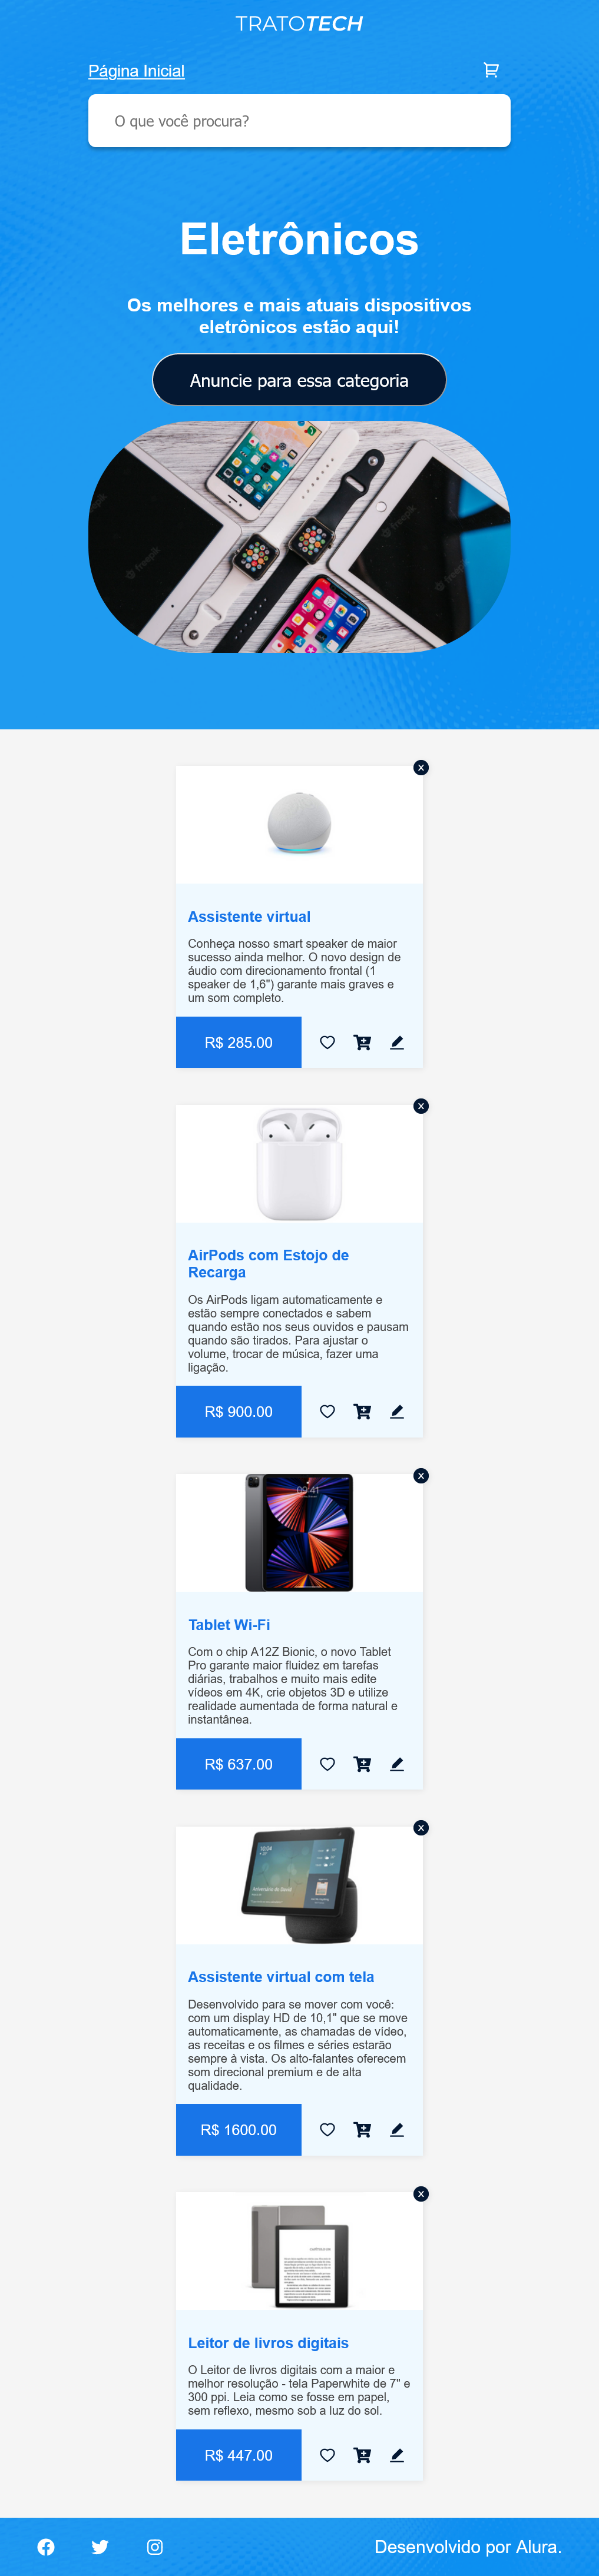 TRATOTECH
Página Inicial
O que você procura?
Eletrônicos
Os melhores e mais atuais dispositivos
eletrônicos estão aqui!
Anuncie para essa categoria
freepik
freepik
freepik
Assistente virtual
Conheça nosso smart speaker de maior
sucesso ainda melhor. O novo design de
áudio com direcionamento frontal (1
speaker de 1,6") garante mais graves e
um som completo.
R$ 285.00
AirPods com Estojo de
Recarga
Os AirPods ligam automaticamente e
estão sempre conectados e sabem
quando estão nos seus ouvidos e pausam
quando são tirados. Para ajustar o
volume, trocar de música, fazer uma
ligação.
R$ 900.00
09:41
Tablet Wi-Fi
Com o chip A12Z Bionic, o novo Tablet
Pro garante maior fluidez em tarefas
diárias, trabalhos e muito mais edite
vídeos em 4K, crie objetos 3D e utilize
realidade aumentada de forma natural e
instantânea.
R$ 637.00
10:04
Aniversário de David
Assistente virtual com tela
Desenvolvido para se mover com você:
com um display HD de 10,1" que se move
automaticamente, as chamadas de vídeo,
as receitas e os filmes e séries estarão
sempre à vista. Os alto-falantes oferecem
som direcional premium e de alta
qualidade.
R$ 1600.00
Leitor de livros digitais
O Leitor de livros digitais com a maior e
melhor resolução - tela Paperwhite de 7" e
300 ppi. Leia como se fosse em papel,
sem reflexo, mesmo sob a luz do sol.
R$ 447.00
Desenvolvido por Alura.